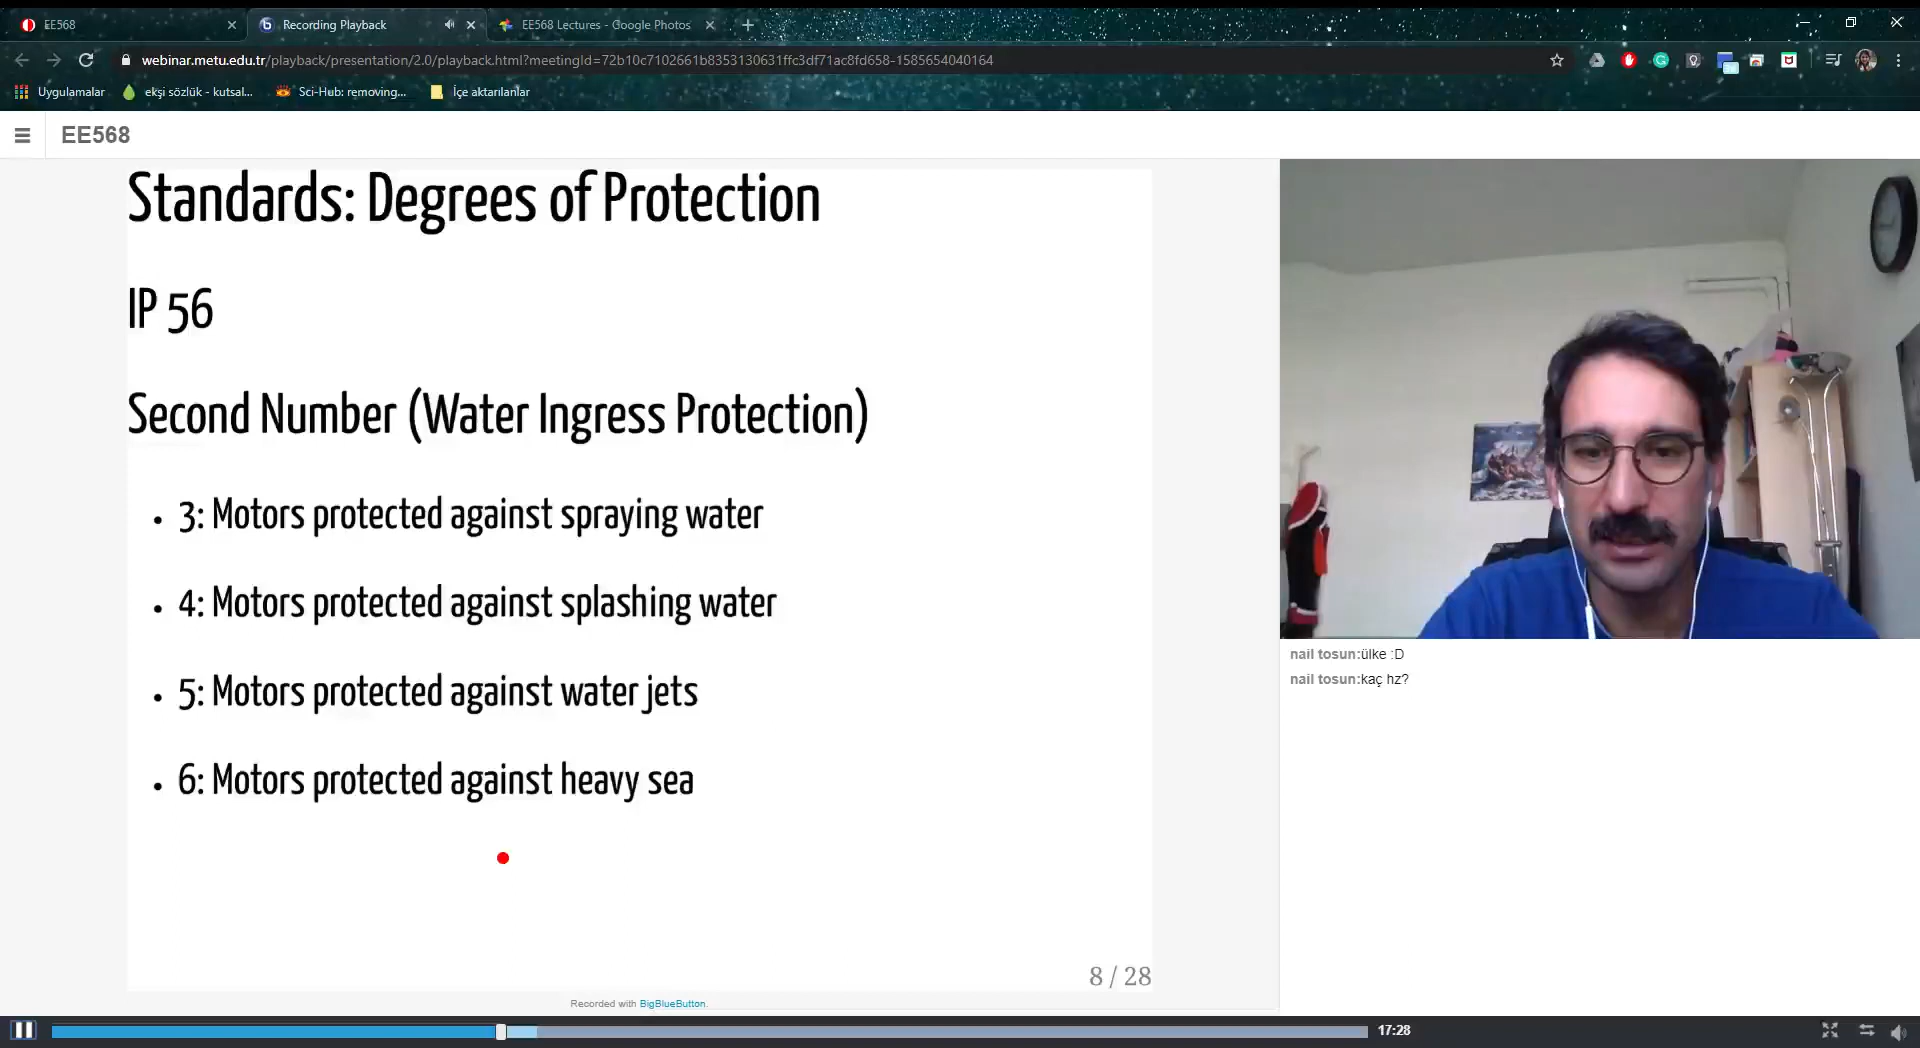 EE568
Recording Playback
EE568 Lectures - Google Photos
webinar.metu.edu.tr/playback/presentation/2.0/playback.html?meetingId=72b10c7102661b8353130631ffc3df71ac8fd658-1585654040164
Uygulamalar
ekşi sözlük - kutsal...
Sci-Hub: removing...
İçe aktarılanlar
EE568
Standards: Degrees of Protection
IP 56
Second Number (Water Ingress Protection)
• 3: Motors protected against spraying water
• 4: Motors protected against splashing water
• 5: Motors protected against water jets
• 6: Motors protected against heavy sea
8 / 28
Recorded with BigBlueButton.
nail tosun:ülke :D
nail tosun:kaç hz?
17:28